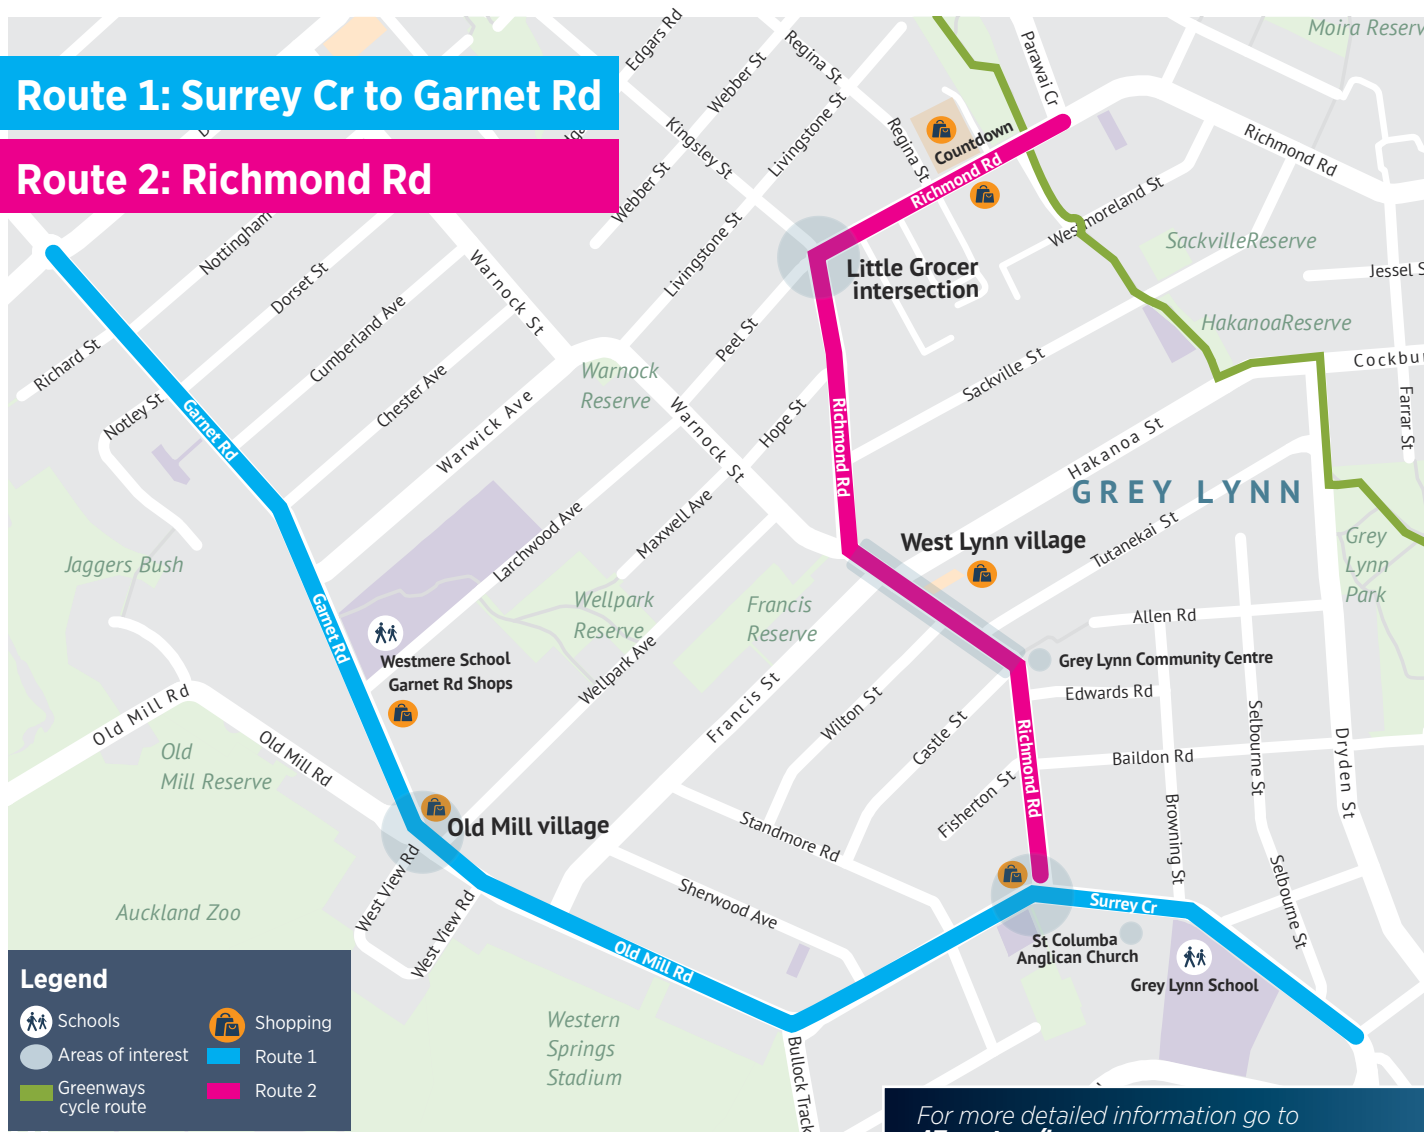 Moira Reserv
Edgars Rd
Regina St
Parawai Cr
Webber St
Route 1: Surrey Cr to Garnet Rd
Livingstone St
Kingsley St
Regina St
Countdown
Richmond Rd
Richmond Rd
Route 2: Richmond Rd
Webber St
Westmoreland St
Nottingham
Livingstone St
SackvilleReserve
Warnock St
Little Grocer
intersection
Jessel S
Dorset St
HakanoaReserve
Cumberland Ave
Peel St
Richard St
Warnock
Reserve
Sackville St
Cockbu
Chester Ave
Notley St
Garnet Rd
Warwick Ave
Warnock St
Hope St
Richmond Rd
Farrar St
Hakanoa St
GREY LYNN
Larchwood Ave
Maxwell Ave
West Lynn village
Tutanekai St
Grey
Lynn
Park
Jaggers Bush
Garnet Rd
Wellpark
Reserve
Francis
Reserve
Allen Rd
Westmere School
Garnet Rd Shops
Wellpark Ave
Grey Lynn Community Centre
Edwards Rd
Old Mill Rd
Old Mill Rd
Old
Mill Reserve
Francis St
Wilton St
Castle St
Richmond Rd
Baildon Rd
Selbourne St
Dryden St
Fisherton St
Browning St
Old Mill village
Standmore Rd
West View Rd
West View Rd
Sherwood Ave
Selbourne St
Surrey Cr
Auckland Zoo
Old Mill Rd
St Columba
Anglican Church
Grey Lynn School
Western
Springs
Stadium
Bullock Track
Legend
Schools
Shopping
Areas of interest
Route 1
Greenways
cycle route
Route 2
For more detailed information go to